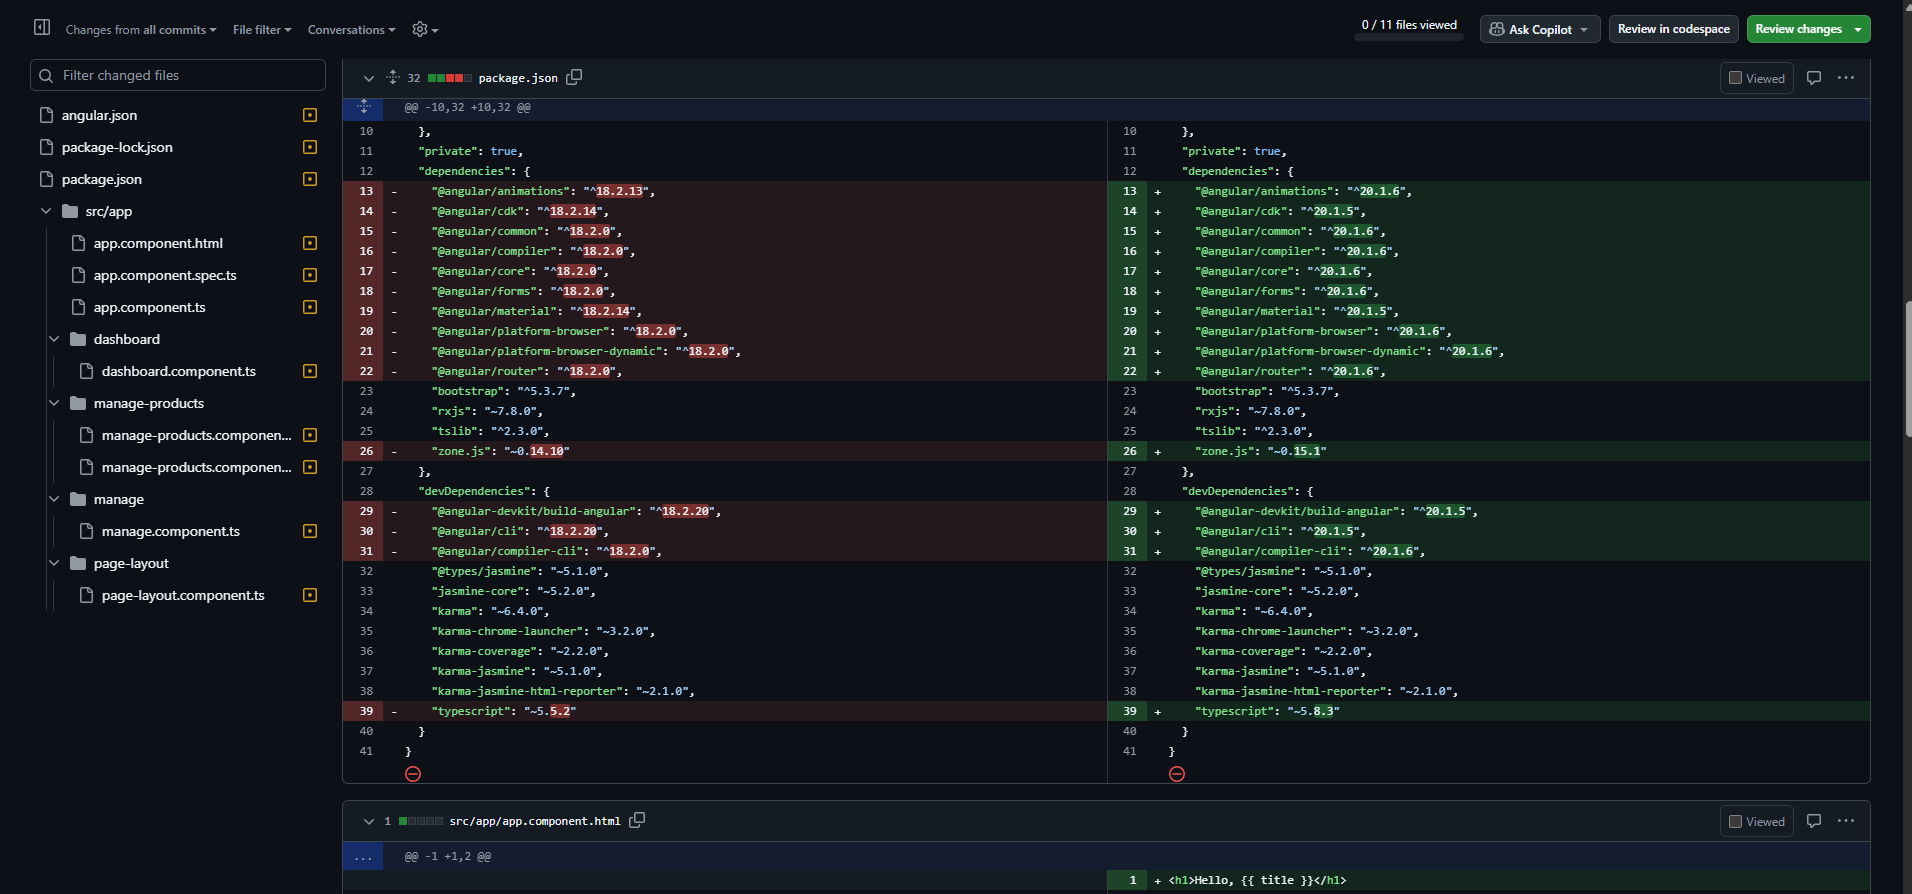 Changes from all commits
File filter
Conversations
0 / 11 files viewed
Ask Copilot
Review in codespace
Review changes
Filter changed files
angular.json
package-lock.json
package.json
src/app
app.component.html
app.component.spec.ts
app.component.ts
dashboard
dashboard.component.ts
manage-products
manage-products.componen...
manage-products.componen...
manage
manage.component.ts
page-layout
page-layout.component.ts
32 package.json
Viewed
@@ -10,32 +10,32 @@
10 },
11 "private": true,
12 "dependencies": {
13 - "@angular/animations": "^18.2.13",
14 - "@angular/cdk": "^18.2.14",
15 - "@angular/common": "^18.2.0",
16 - "@angular/compiler": "^18.2.0",
17 - "@angular/core": "^18.2.0",
18 - "@angular/forms": "^18.2.0",
19 - "@angular/material": "^18.2.14",
20 - "@angular/platform-browser": "^18.2.0",
21 - "@angular/platform-browser-dynamic": "^18.2.0",
22 - "@angular/router": "^18.2.0",
23 "bootstrap": "^5.3.7",
24 "rxjs": "~7.8.0",
25 "tslib": "^2.3.0",
26 - "zone.js": "~0.14.10"
27 },
28 "devDependencies": {
29 - "@angular-devkit/build-angular": "^18.2.20",
30 - "@angular/cli": "^18.2.20",
31 - "@angular/compiler-cli": "^18.2.0",
32 "@types/jasmine": "~5.1.0",
33 "jasmine-core": "~5.2.0",
34 "karma": "~6.4.0",
35 "karma-chrome-launcher": "~3.2.0",
36 "karma-coverage": "~2.2.0",
37 "karma-jasmine": "~5.1.0",
38 "karma-jasmine-html-reporter": "~2.1.0",
39 - "typescript": "~5.5.2"
40 }
41 }
10 },
11 "private": true,
12 "dependencies": {
13 + "@angular/animations": "^20.1.6",
14 + "@angular/cdk": "^20.1.5",
15 + "@angular/common": "^20.1.6",
16 + "@angular/compiler": "^20.1.6",
17 + "@angular/core": "^20.1.6",
18 + "@angular/forms": "^20.1.6",
19 + "@angular/material": "^20.1.5",
20 + "@angular/platform-browser": "^20.1.6",
21 + "@angular/platform-browser-dynamic": "^20.1.6",
22 + "@angular/router": "^20.1.6",
23 "bootstrap": "^5.3.7",
24 "rxjs": "~7.8.0",
25 "tslib": "^2.3.0",
26 + "zone.js": "~0.15.1"
27 },
28 "devDependencies": {
29 + "@angular-devkit/build-angular": "^20.1.5",
30 + "@angular/cli": "^20.1.5",
31 + "@angular/compiler-cli": "^20.1.6",
32 "@types/jasmine": "~5.1.0",
33 "jasmine-core": "~5.2.0",
34 "karma": "~6.4.0",
35 "karma-chrome-launcher": "~3.2.0",
36 "karma-coverage": "~2.2.0",
37 "karma-jasmine": "~5.1.0",
38 "karma-jasmine-html-reporter": "~2.1.0",
39 + "typescript": "~5.8.3"
40 }
41 }
1 src/app/app.component.html
Viewed
... @@ -1 +1,2 @@
1 + <h1>Hello, {{ title }}</h1>